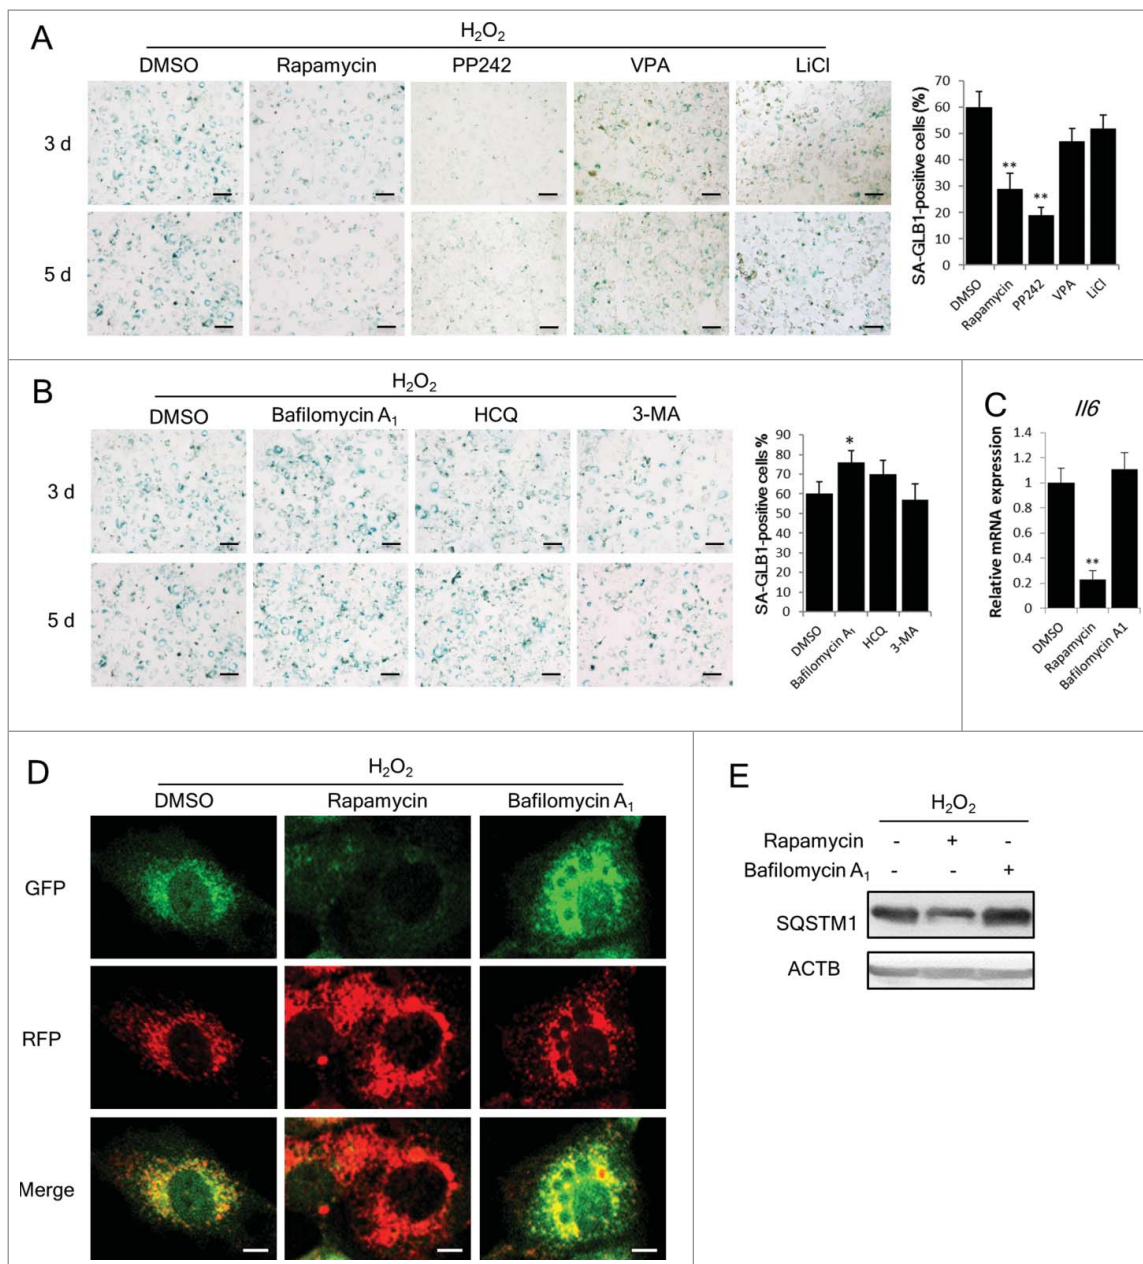 A
H₂O₂
DMSO Rapamycin PP242 VPA LiCl
3 d
5 d
SA-GLB1-positive cells (%)
70
60
50
40
30
20
10
0
**
**
DMSO Rapamycin PP242 VPA LiCl
B
H₂O₂
DMSO Bafilomycin A₁ HCQ 3-MA
3 d
5 d
SA-GLB1-positive cells %
90
80
70
60
50
40
30
20
10
0
*
DMSO Bafilomycin A₁ HCQ 3-MA
C
Il6
Relative mRNA expression
1.4
1.2
1
0.8
0.6
0.4
0.2
0
**
DMSO Rapamycin Bafilomycin A1
D
H₂O₂
DMSO Rapamycin Bafilomycin A₁
GFP
RFP
Merge
E
H₂O₂
Rapamycin - + -
Bafilomycin A₁ - - +
SQSTM1
ACTB